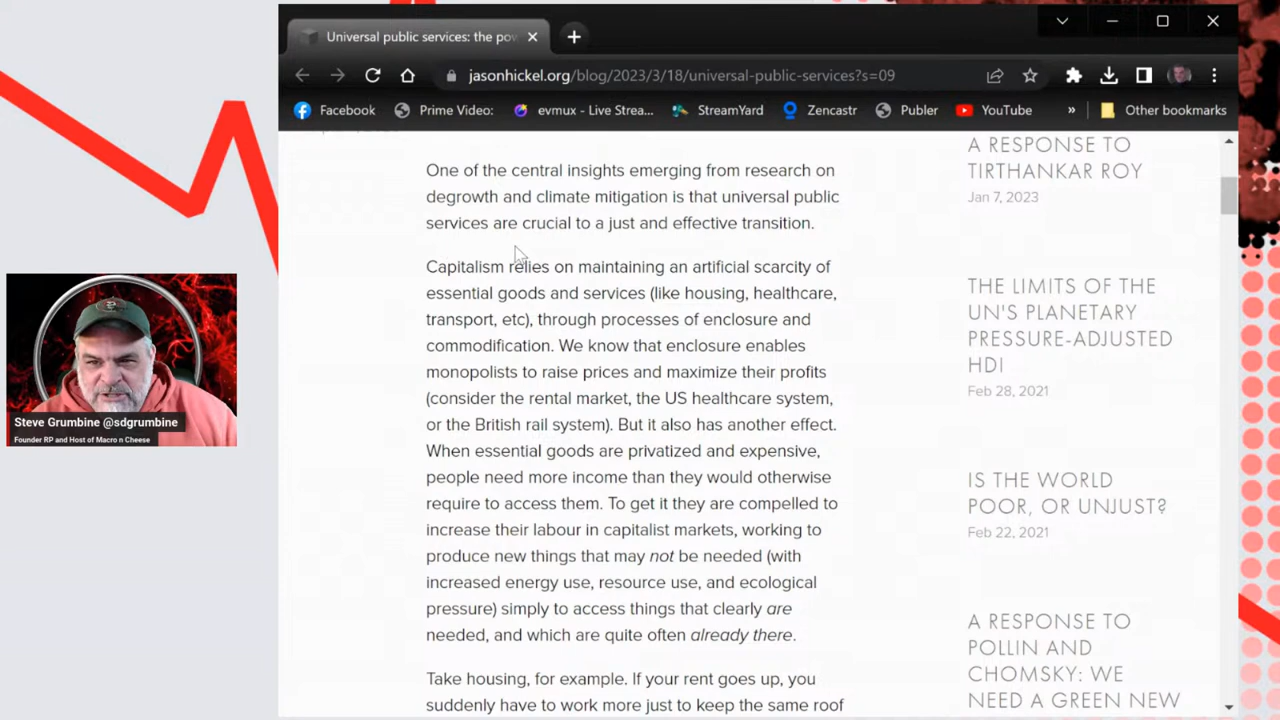 Universal public services: the pov
jasonhickel.org/blog/2023/3/18/universal-public-services?s=09
Facebook
Prime Video:
evmux - Live Strea...
StreamYard
Zencastr
Publer
YouTube
»
Other bookmarks
One of the central insights emerging from research on
degrowth and climate mitigation is that universal public
services are crucial to a just and effective transition.
Capitalism relies on maintaining an artificial scarcity of
essential goods and services (like housing, healthcare,
transport, etc), through processes of enclosure and
commodification. We know that enclosure enables
monopolists to raise prices and maximize their profits
(consider the rental market, the US healthcare system,
or the British rail system). But it also has another effect.
When essential goods are privatized and expensive,
people need more income than they would otherwise
require to access them. To get it they are compelled to
increase their labour in capitalist markets, working to
produce new things that may not be needed (with
increased energy use, resource use, and ecological
pressure) simply to access things that clearly are
needed, and which are quite often already there.
Take housing, for example. If your rent goes up, you
suddenly have to work more just to keep the same roof
A RESPONSE TO
TIRTHANKAR ROY
Jan 7, 2023
THE LIMITS OF THE
UN'S PLANETARY
PRESSURE-ADJUSTED
HDI
Feb 28, 2021
IS THE WORLD
POOR, OR UNJUST?
Feb 22, 2021
A RESPONSE TO
POLLIN AND
CHOMSKY: WE
NEED A GREEN NEW
Steve Grumbine @sdgrumbine
Founder RP and Host of Macro n Cheese